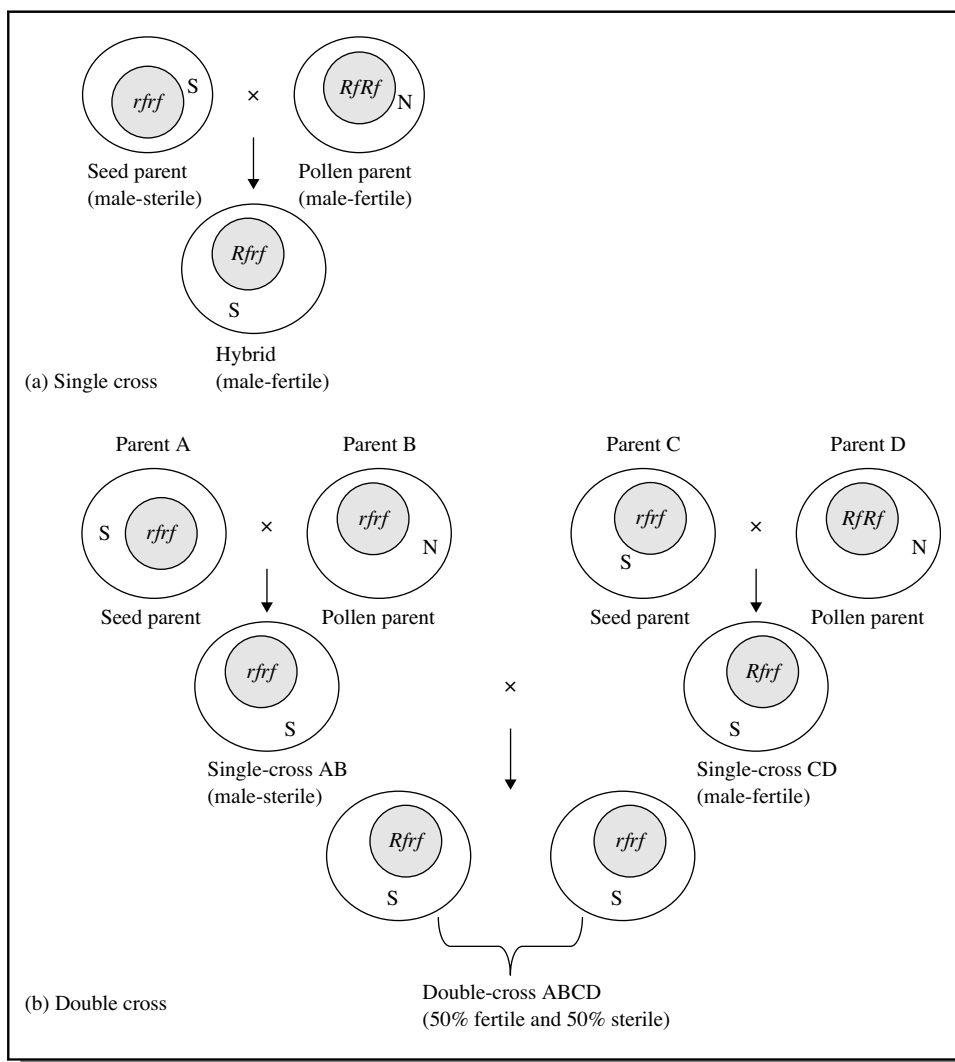 rfrf
S
×
RfRf
N
Seed parent
(male-sterile)
Pollen parent
(male-fertile)
Rfrf
S
Hybrid
(male-fertile)
(a) Single cross
Parent A
Parent B
Parent C
Parent D
S
rfrf
×
rfrf
N
rfrf
S
×
RfRf
N
Seed parent
Pollen parent
Seed parent
Pollen parent
rfrf
S
×
Rfrf
S
Single-cross AB
(male-sterile)
Single-cross CD
(male-fertile)
Rfrf
S
rfrf
S
Double-cross ABCD
(50% fertile and 50% sterile)
(b) Double cross